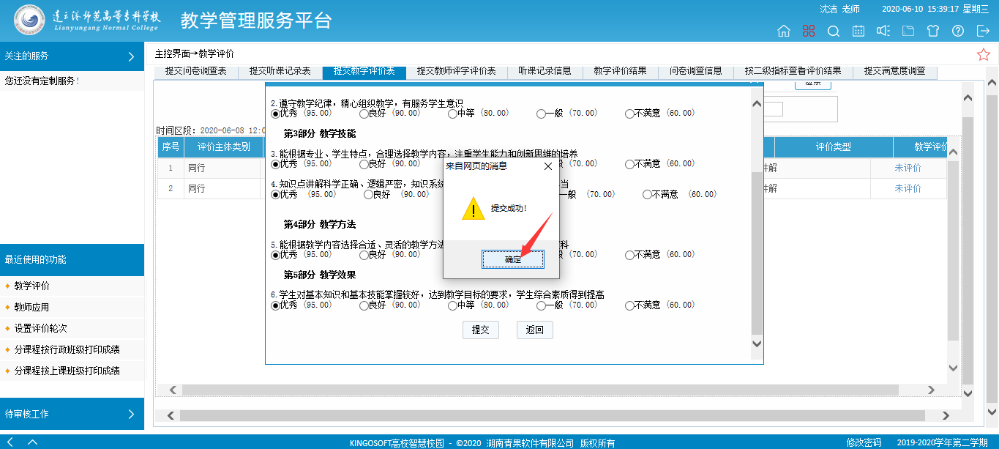 连云港师范高等专科学校
Lianyungang Normal College
教学管理服务平台
沈洁 老师 2020-06-10 15:39:17 星期三
关注的服务
您还没有定制服务！
主控界面→教学评价
提交问卷调查表 提交听课记录表 提交教学评价表 提交教师评学评价表 听课记录信息 教学评价结果 问卷调查信息 按二级指标查看评价结果 提交满意度调查
时间区段：2020-06-08 12:0
序号 评价主体类别 评价类型 教学评价
1 同行 讲解 未评价
2 同行 讲解 未评价
2.遵守教学纪律，精心组织教学，有服务学生意识
优秀 (95.00) 良好 (90.00) 中等 (80.00) 一般 (70.00) 不满意 (60.00)
第3部分 教学技能
3.能根据专业、学生特点，合理选择教学内容，注重学生能力和创新思维的培养
优秀 (95.00) 良好 (90.00) 不满意 (60.00)
4.知识点讲解科学正确、逻辑严密，知识系统 当
优秀 (95.00) 良好 (90.00) 一般 (70.00) 不满意 (60.00)
第4部分 教学方法
5.能根据教学内容选择合适、灵活的教学方法 科
优秀 (95.00) 良好 (90.00) 般 (70.00) 不满意 (60.00)
第5部分 教学效果
6.学生对基本知识和基本技能掌握较好，达到教学目标的要求，学生综合素质得到提高
优秀 (95.00) 良好 (90.00) 中等 (80.00) 一般 (70.00) 不满意 (60.00)
提交 返回
来自网页的消息
提交成功！
确定
最近使用的功能
教学评价
教师应用
设置评价轮次
分课程按行政班级打印成绩
分课程按上课班级打印成绩
待审核工作
KINGOSOFT高校智慧校园 - ©2020 湖南青果软件有限公司 版权所有
修改密码 2019-2020学年第二学期